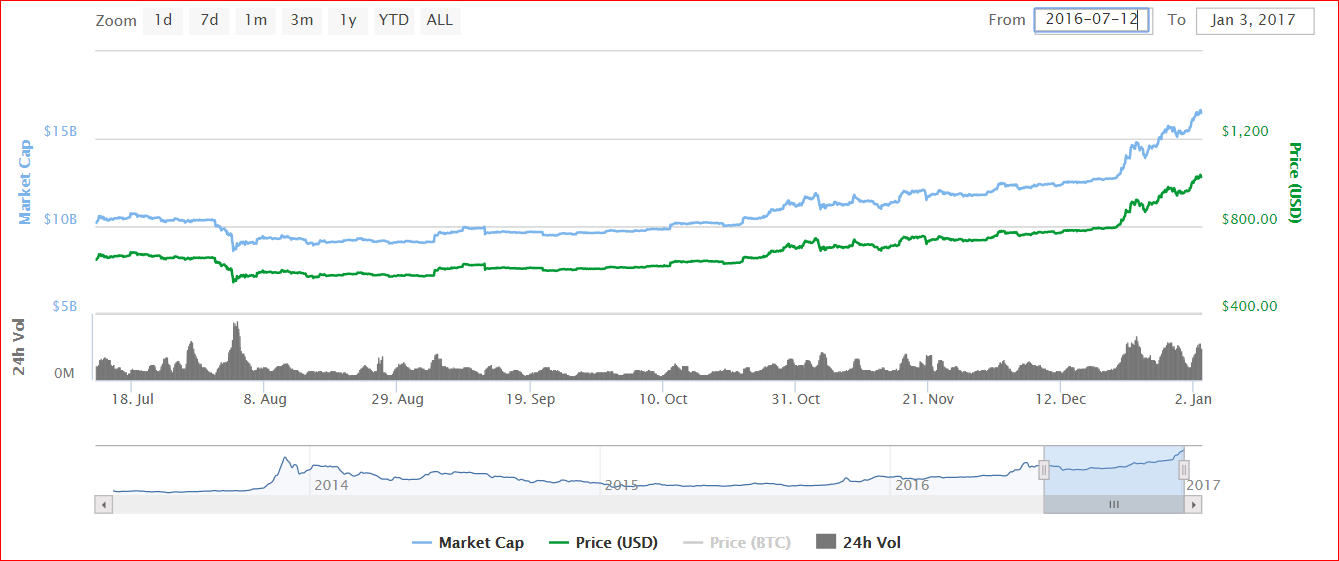 Zoom 1d 7d 1m 3m 1y YTD ALL From 2016-07-12 To Jan 3, 2017
Market Cap
$15B
$10B
$5B
$1,200
$800.00
$400.00
Price (USD)
24h Vol
0M
18. Jul 8. Aug 29. Aug 19. Sep 10. Oct 31. Oct 21. Nov 12. Dec 2. Jan
2014 2015 2016 2017
Market Cap Price (USD) Price (BTC) 24h Vol